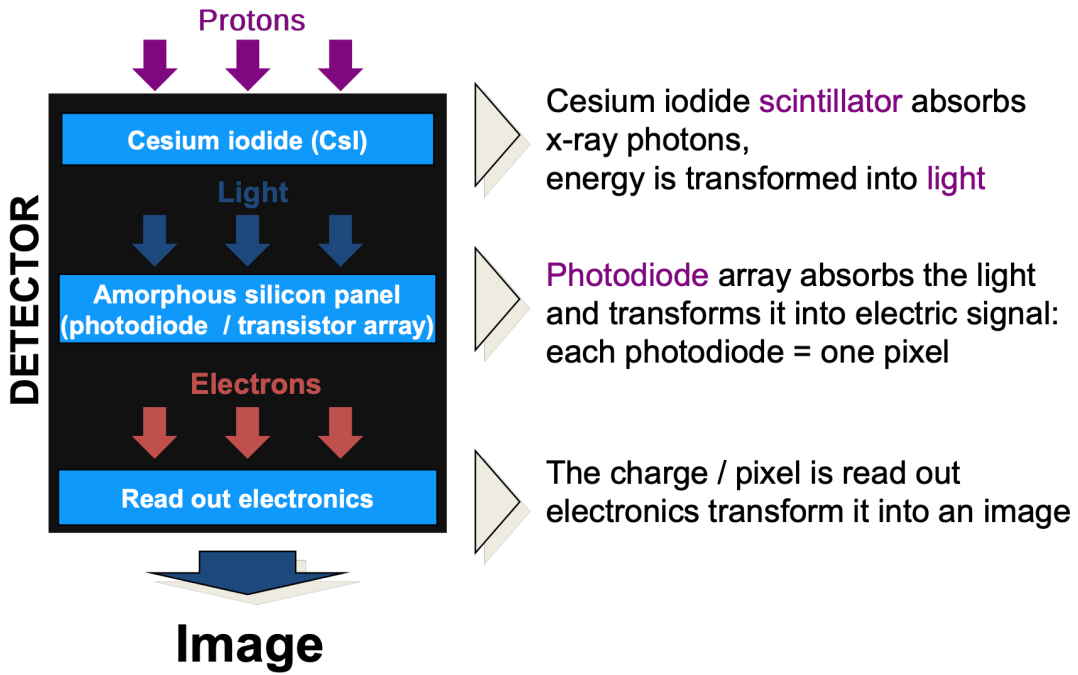 Protons
Cesium iodide (CsI)
Light
Amorphous silicon panel
(photodiode / transistor array)
Electrons
Read out electronics
DETECTOR
Image
Cesium iodide scintillator absorbs
x-ray photons,
energy is transformed into light
Photodiode array absorbs the light
and transforms it into electric signal:
each photodiode = one pixel
The charge / pixel is read out
electronics transform it into an image